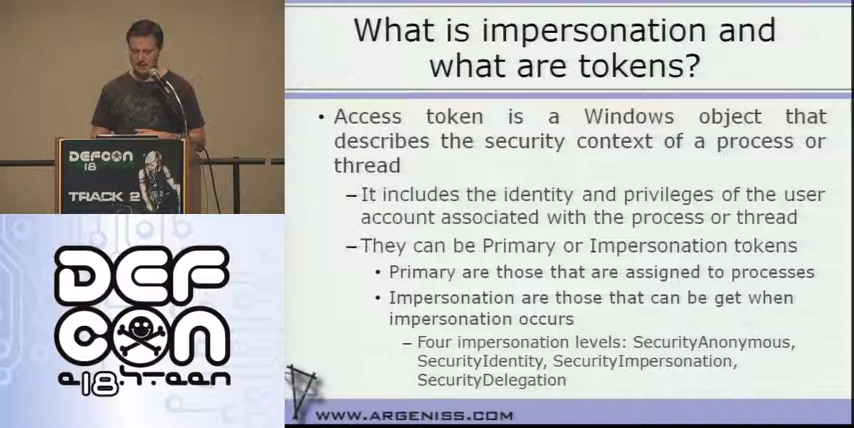 DEFCON
18
TRACK 2
DEF
CON
e18hteen
What is impersonation and
what are tokens?
• Access token is a Windows object that
describes the security context of a process or
thread
– It includes the identity and privileges of the user
account associated with the process or thread
– They can be Primary or Impersonation tokens
• Primary are those that are assigned to processes
• Impersonation are those that can be get when
impersonation occurs
– Four impersonation levels: SecurityAnonymous,
SecurityIdentity, SecurityImpersonation,
SecurityDelegation
WWW.ARGENISS.COM